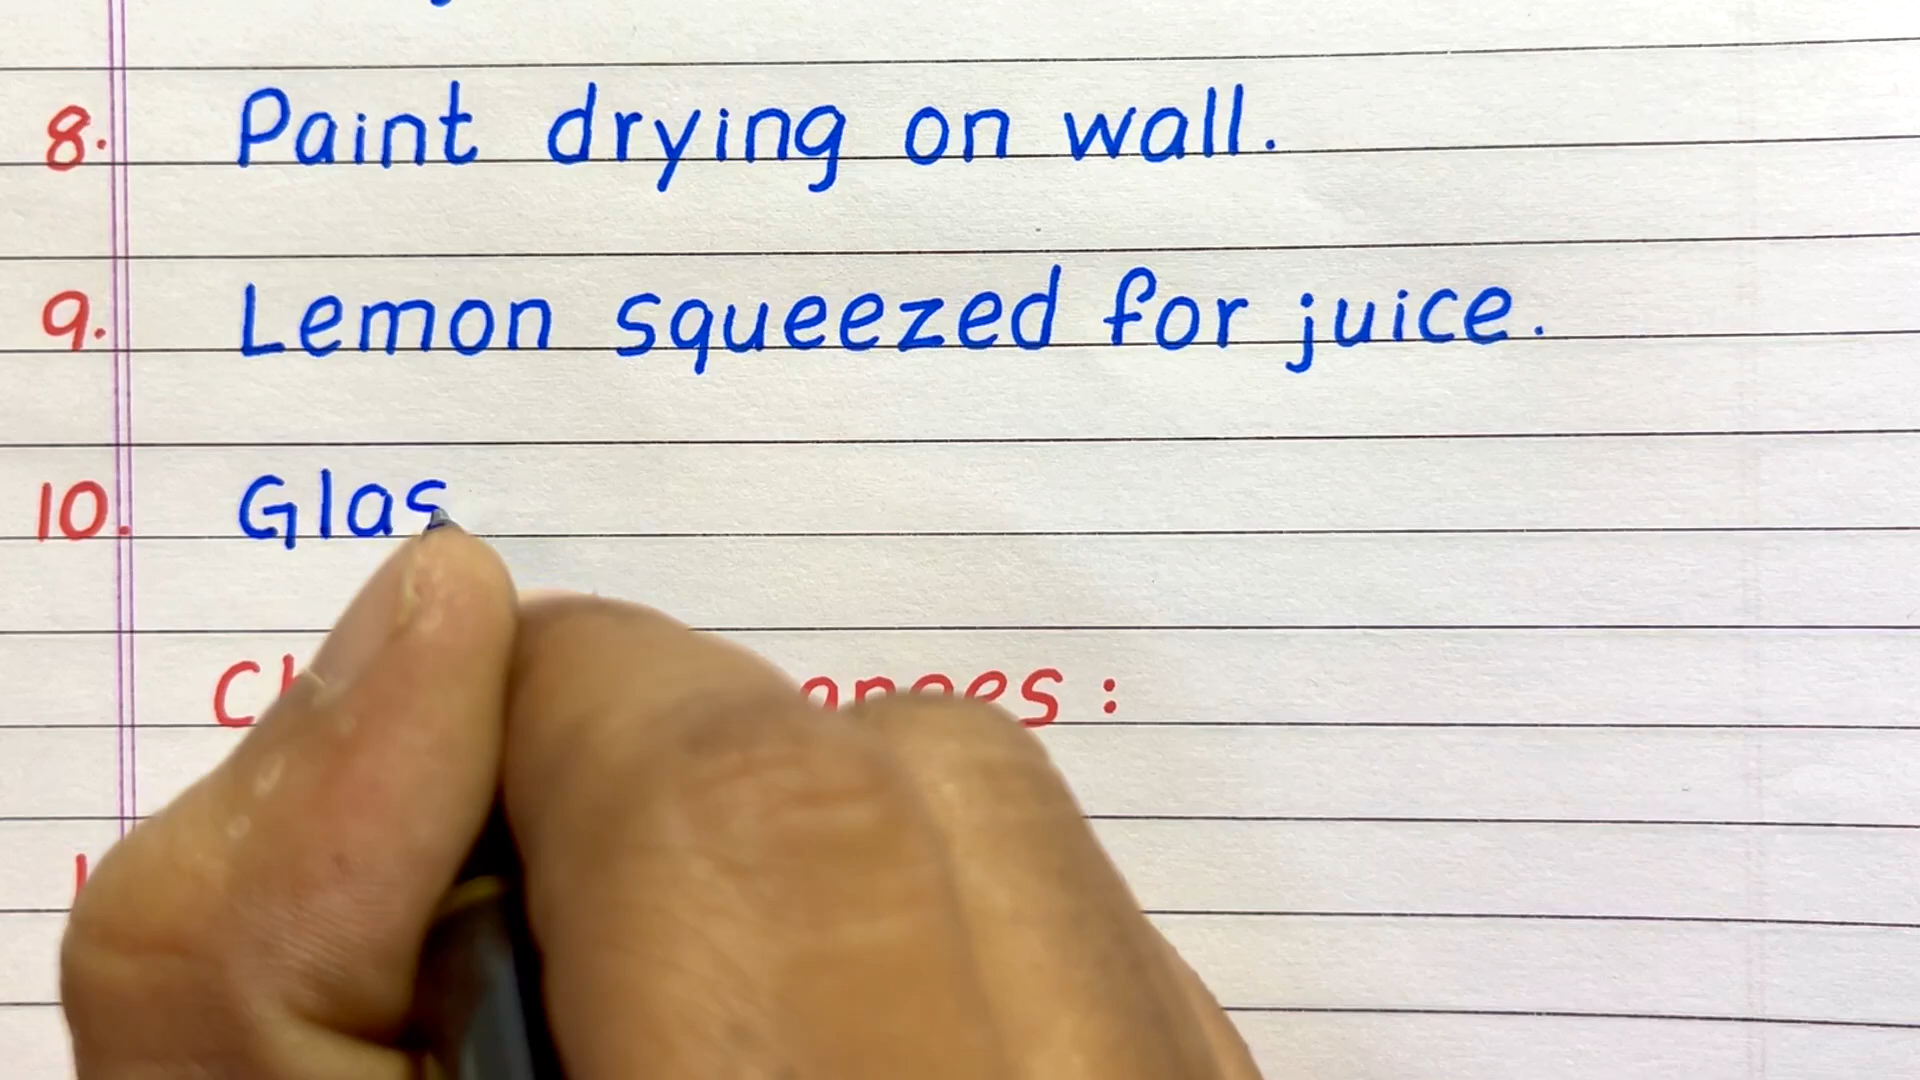 8. Paint drying on wall.
9. Lemon squeezed for juice.
10. Glas
: